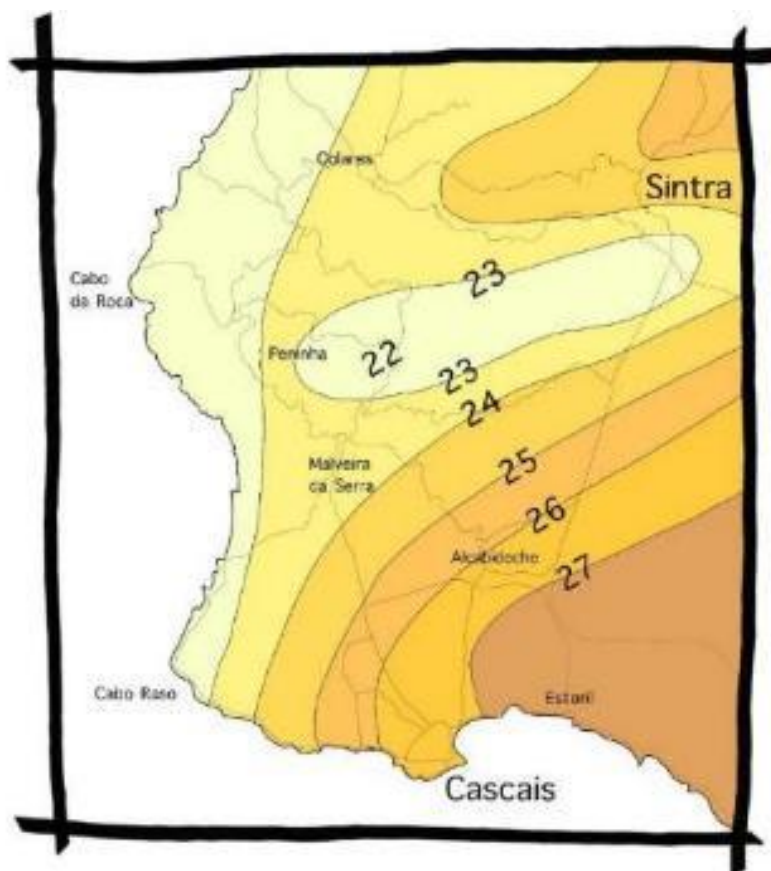 Colares
Sintra
Cabo
da Roca
23
22
Peninha
23
24
Malveira
da Serra
25
26
Alcabideche
27
Cabo Raso
Estoril
Cascais